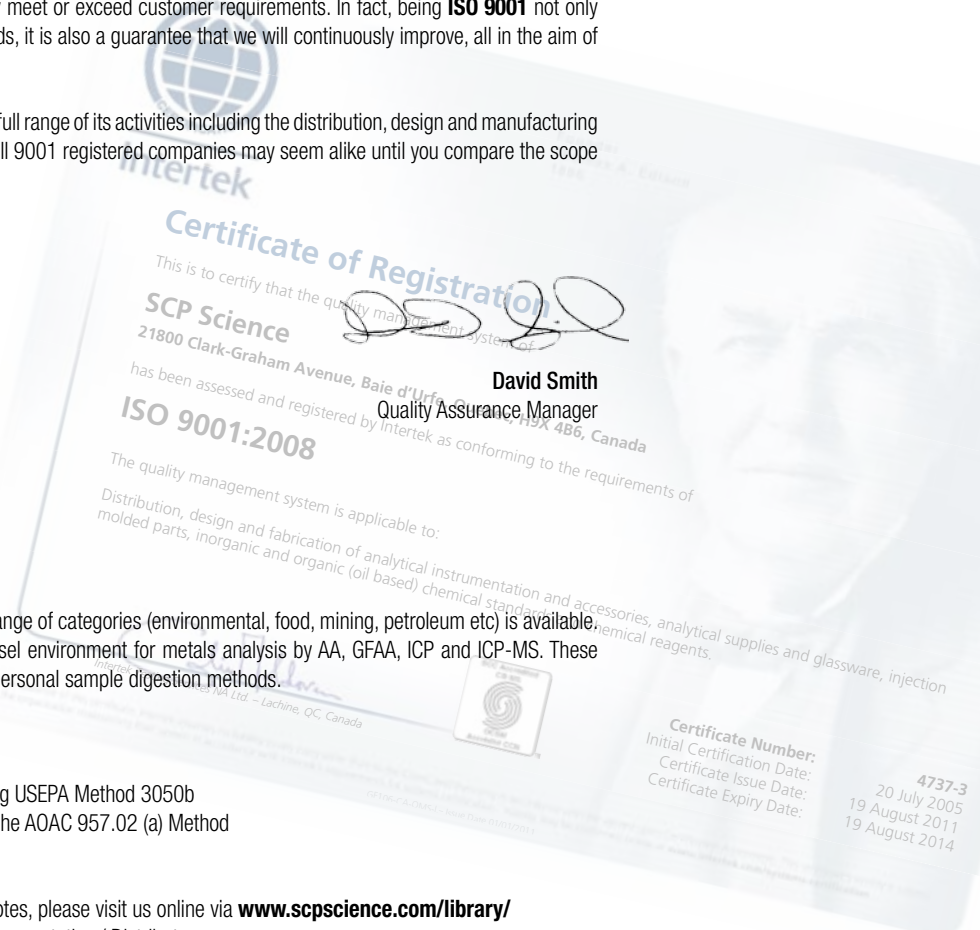 meet or exceed customer requirements. In fact, being ISO 9001 not only
ds, it is also a guarantee that we will continuously improve, all in the aim of
full range of its activities including the distribution, design and manufacturing
ll 9001 registered companies may seem alike until you compare the scope
Intertek
Certificate of Registration
This is to certify that the quality management system of
SCP Science
21800 Clark-Graham Avenue, Baie d'Urfe, Quebec, H9X 4B6, Canada
has been assessed and registered by Intertek as conforming to the requirements of
ISO 9001:2008
David Smith
Quality Assurance Manager
The quality management system is applicable to:
Distribution, design and fabrication of analytical instrumentation and accessories, analytical supplies and glassware, injection
molded parts, inorganic and organic (oil based) chemical standards chemical reagents.
ange of categories (environmental, food, mining, petroleum etc) is available.
sel environment for metals analysis by AA, GFAA, ICP and ICP-MS. These
personal sample digestion methods.
Intertek NA Ltd. – Lachine, QC, Canada
Certificate Number: 4737-3
Initial Certification Date: 20 July 2005
Certificate Issue Date: 19 August 2011
Certificate Expiry Date: 19 August 2014
g USEPA Method 3050b
he AOAC 957.02 (a) Method
otes, please visit us online via www.scpscience.com/library/